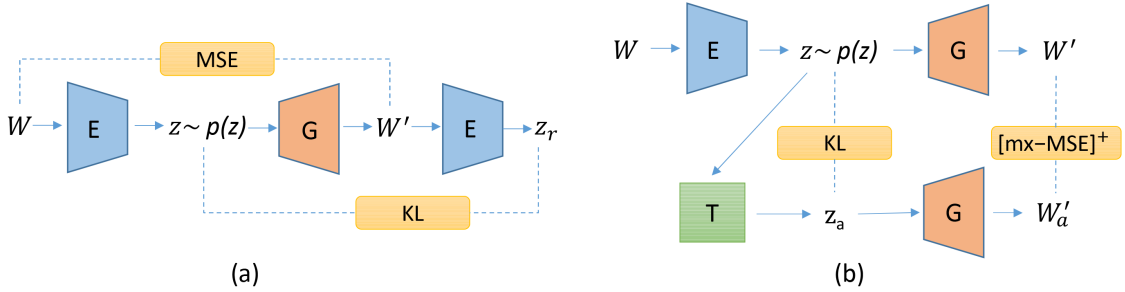 MSE
W E z ~ p(z) G W′ E z_r
KL
(a)
W E z ~ p(z) G W′
KL [mx−MSE]⁺
T z_a G W′_a
(b)